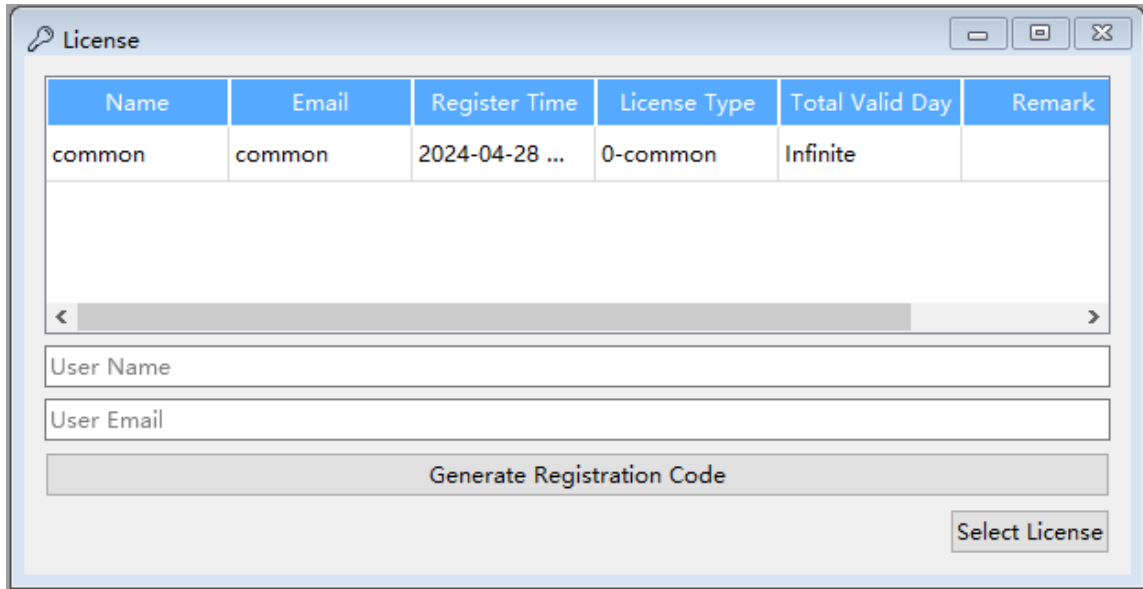 License
Name Email Register Time License Type Total Valid Day Remark
common common 2024-04-28 ... 0-common Infinite
User Name
User Email
Generate Registration Code
Select License